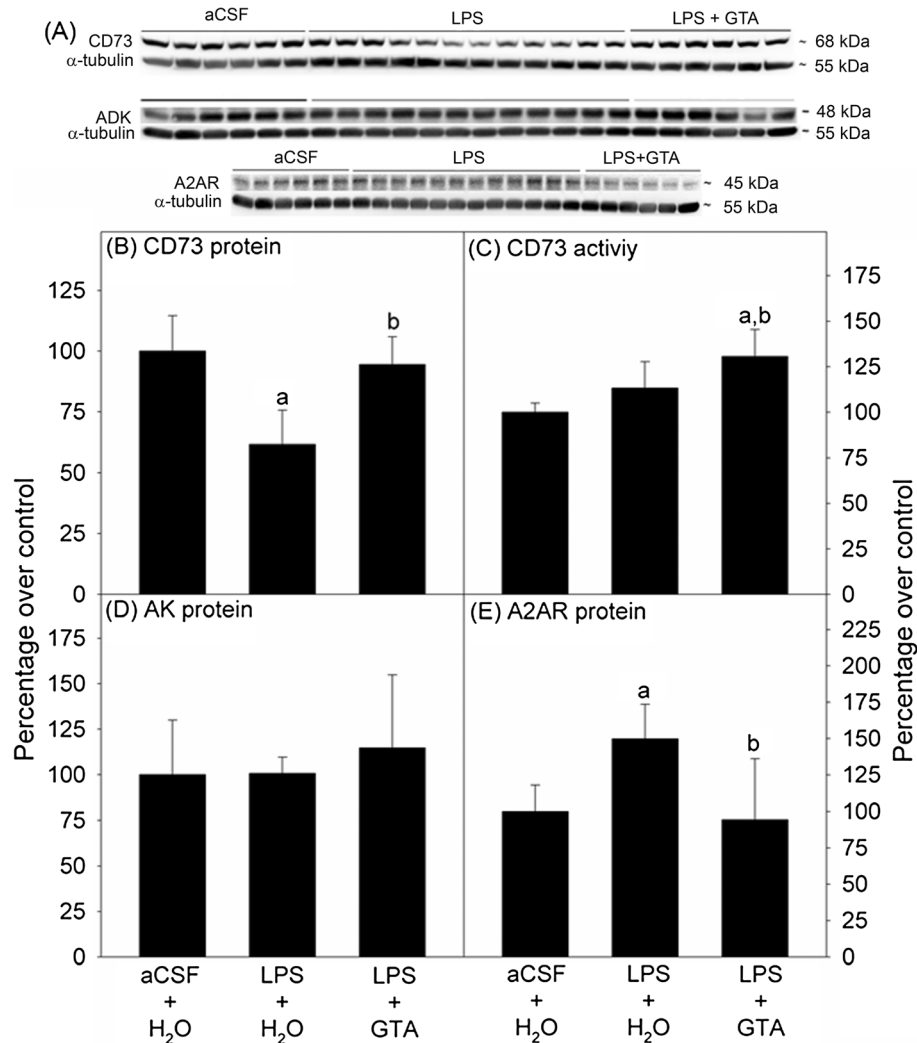 (A)
aCSF LPS LPS + GTA
CD73 ~ 68 kDa
α-tubulin ~ 55 kDa
ADK ~ 48 kDa
α-tubulin ~ 55 kDa
aCSF LPS LPS+GTA
A2AR ~ 45 kDa
α-tubulin ~ 55 kDa
(B) CD73 protein
125
100
75
50
25
0
a
b
(C) CD73 activiy
175
150
125
100
75
50
25
0
a,b
Percentage over control
Percentage over control
(D) AK protein
175
150
125
100
75
50
25
0
(E) A2AR protein
225
200
175
150
125
100
75
50
25
0
a
b
aCSF LPS LPS aCSF LPS LPS
+ + + + + +
H₂O H₂O GTA H₂O H₂O GTA